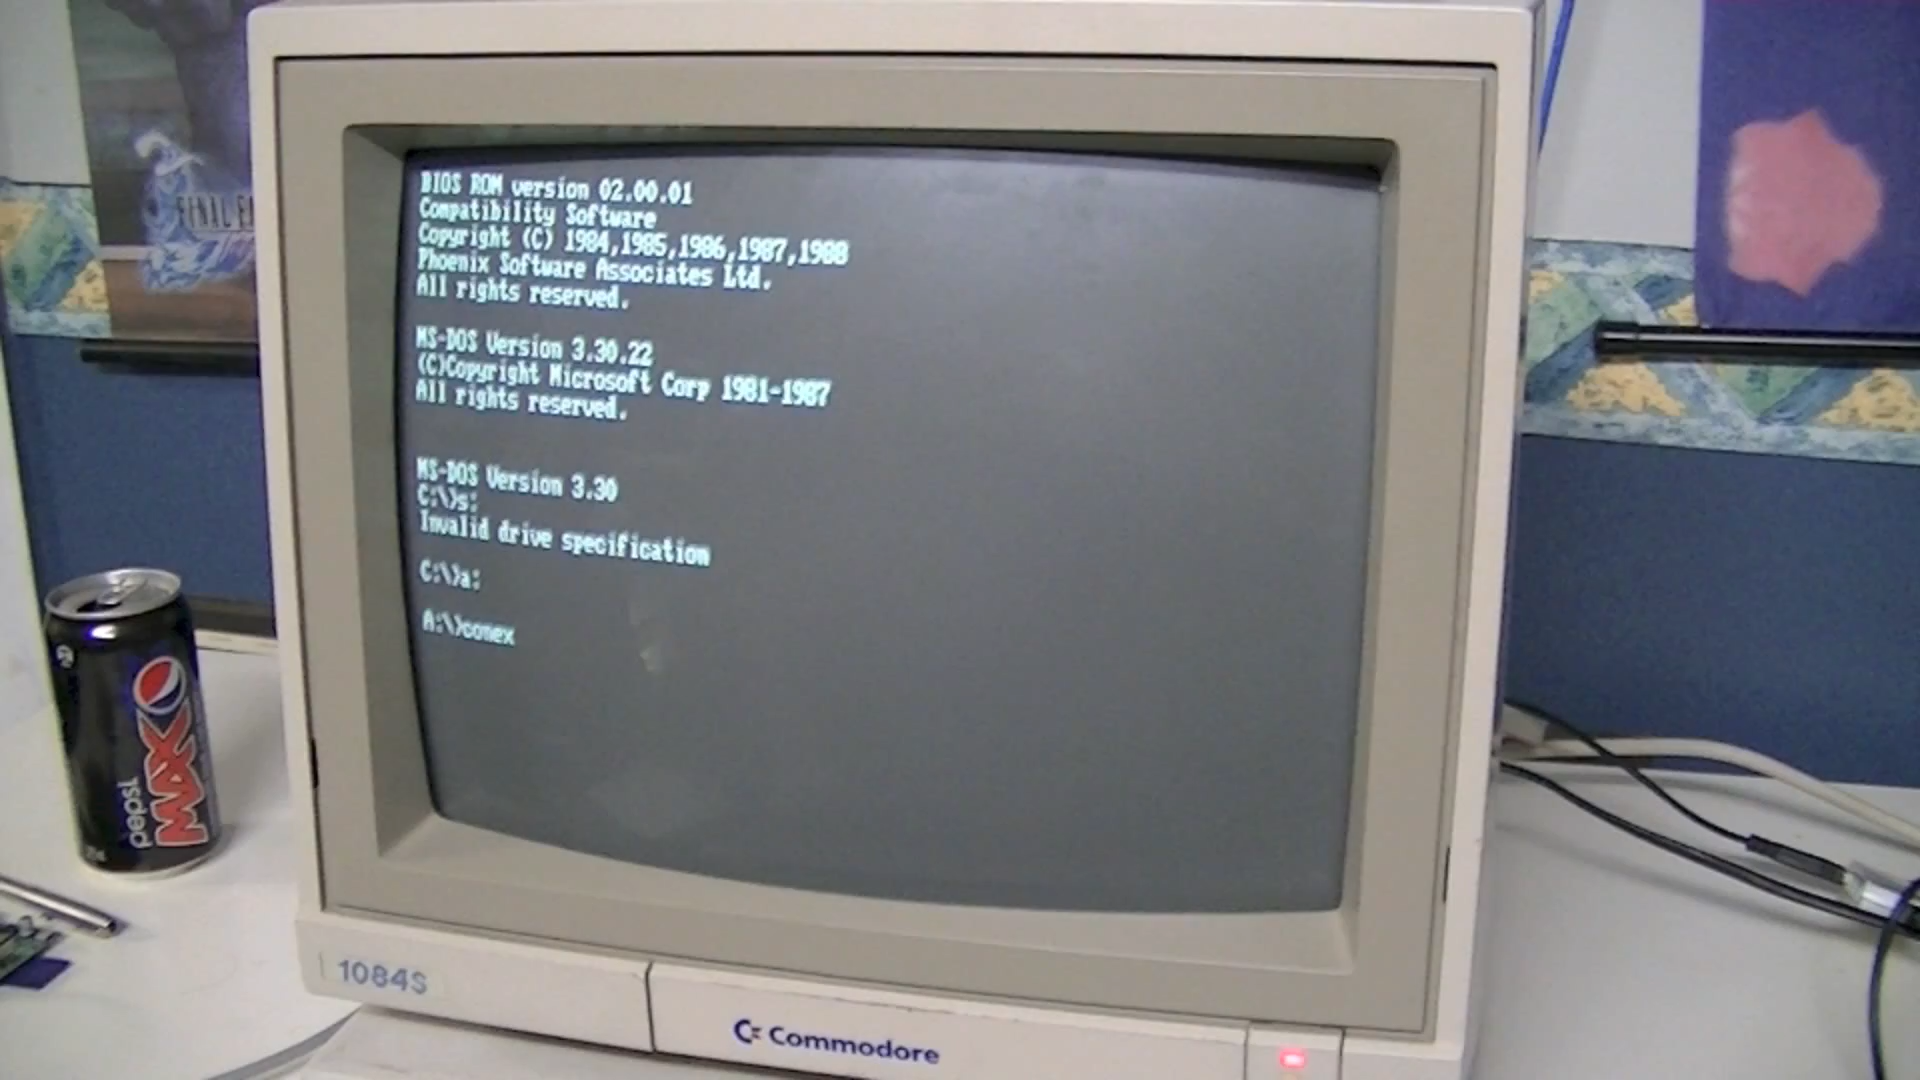 BIOS ROM version 02.00.01
Compatibility Software
Copyright (C) 1984,1985,1986,1987,1988
Phoenix Software Associates Ltd.
All rights reserved.
MS-DOS Version 3.30.22
(C)Copyright Microsoft Corp 1981-1987
All rights reserved.
MS-DOS Version 3.30
C:\>s:
Invalid drive specification
C:\>a:
A:\>comex
FINAL
pepsi
MAX
1084S
Commodore